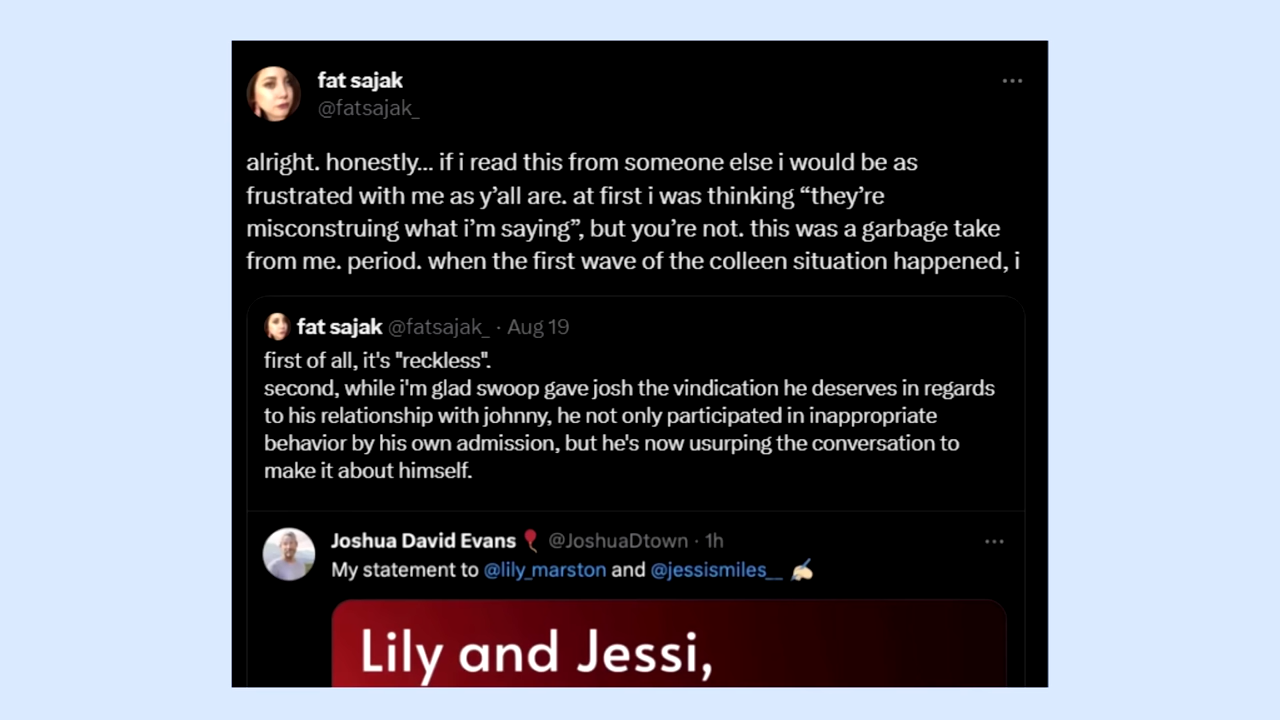 fat sajak
@fatsajak_
alright. honestly... if i read this from someone else i would be as
frustrated with me as y’all are. at first i was thinking “they’re
misconstruing what i’m saying”, but you’re not. this was a garbage take
from me. period. when the first wave of the colleen situation happened, i
fat sajak @fatsajak_ · Aug 19
first of all, it's "reckless".
second, while i'm glad swoop gave josh the vindication he deserves in regards
to his relationship with johnny, he not only participated in inappropriate
behavior by his own admission, but he's now usurping the conversation to
make it about himself.
Joshua David Evans @JoshuaDtown · 1h
My statement to @lily_marston and @jessismiles__
Lily and Jessi,